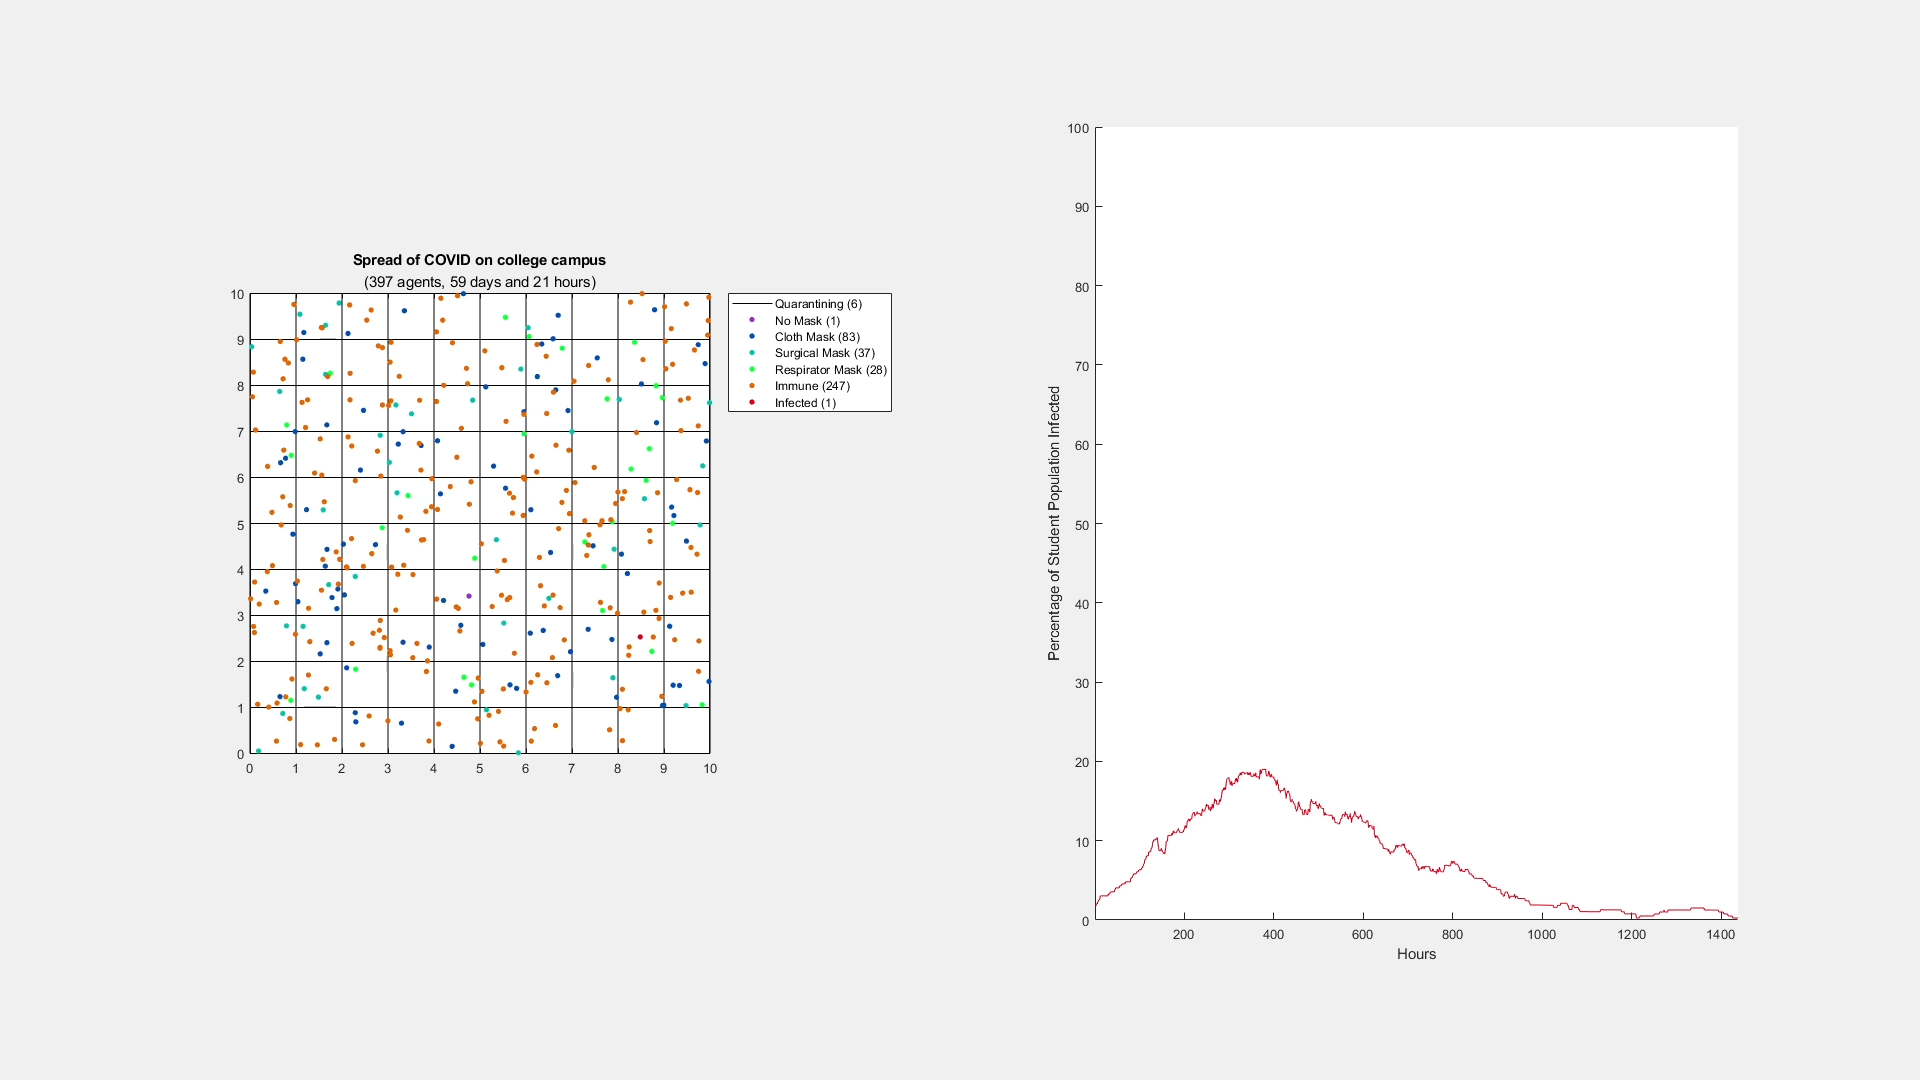 Spread of COVID on college campus
(397 agents, 59 days and 21 hours)
10
9
8
7
6
5
4
3
2
1
0
0 1 2 3 4 5 6 7 8 9 10
Quarantining (6)
No Mask (1)
Cloth Mask (83)
Surgical Mask (37)
Respirator Mask (28)
Immune (247)
Infected (1)
Percentage of Student Population Infected
100
90
80
70
60
50
40
30
20
10
0
200 400 600 800 1000 1200 1400
Hours